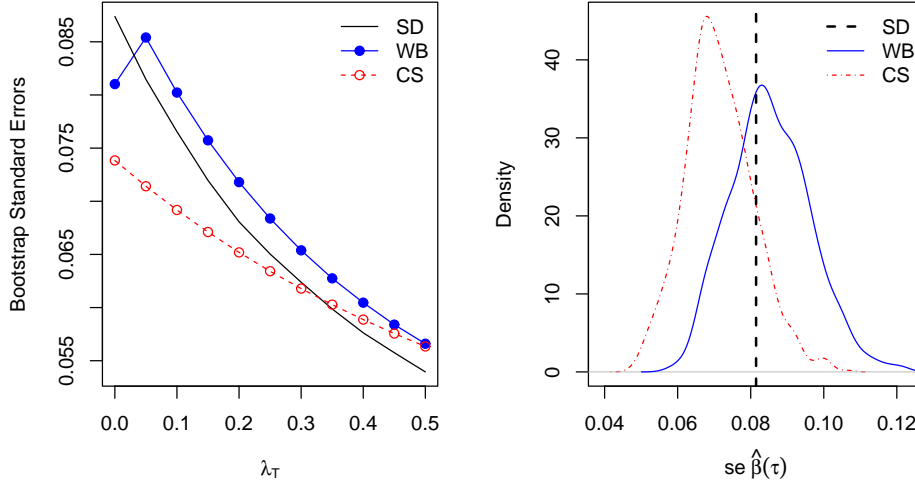 Bootstrap Standard Errors
0.085
0.075
0.065
0.055
SD
WB
CS
0.0 0.1 0.2 0.3 0.4 0.5
λT
Density
40
30
20
10
0
SD
WB
CS
0.04 0.06 0.08 0.10 0.12
se β̂(τ)